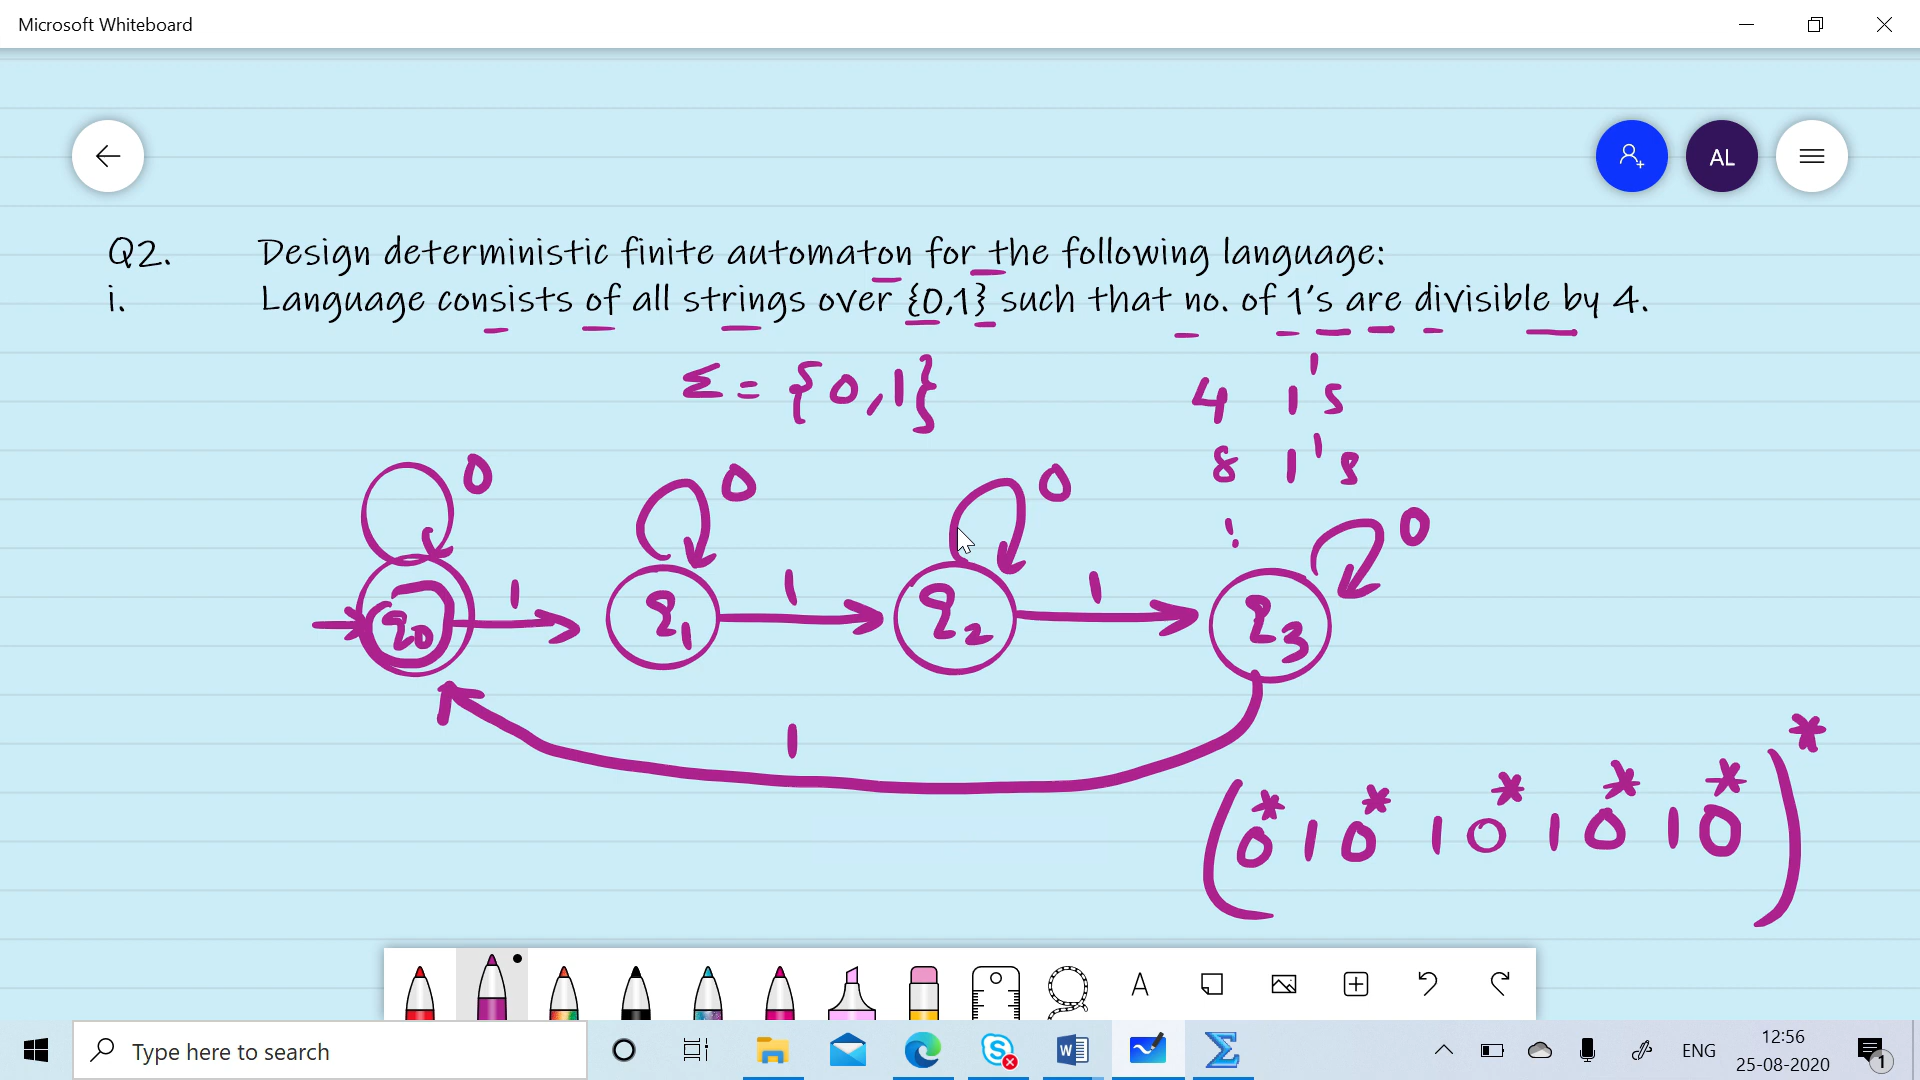 Microsoft Whiteboard
AL
Q2. Design deterministic finite automaton for the following language:
i. Language consists of all strings over {0,1} such that no. of 1's are divisible by 4.
Σ = {0,1}
4 1's
8 1's
0 0 0 0
q0 1 q1 1 q2 1 q3
1
(0* 1 0* 1 0* 1 0* 1 0*)*
A
Type here to search
ENG
12:56
25-08-2020
1